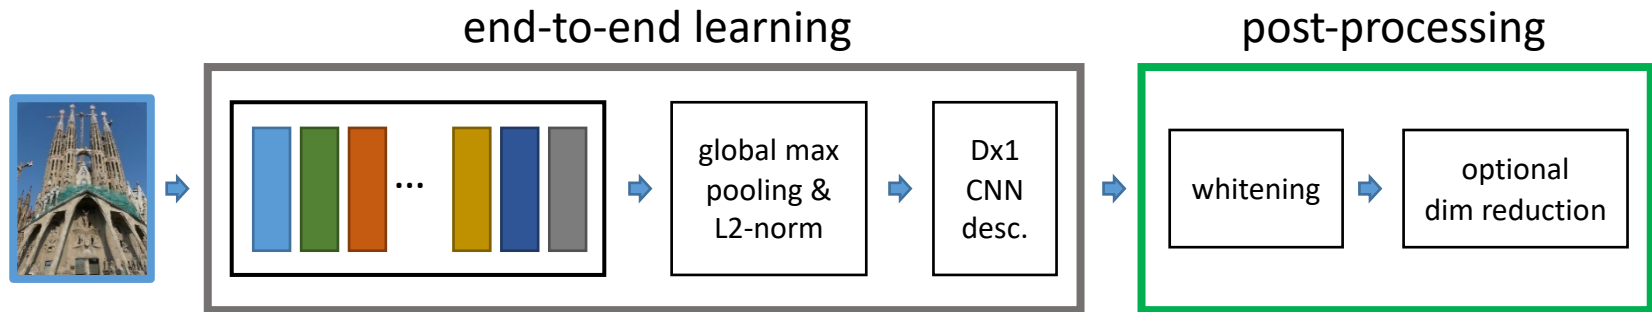 end-to-end learning
post-processing
...
global max
pooling &
L2-norm
Dx1
CNN
desc.
whitening
optional
dim reduction